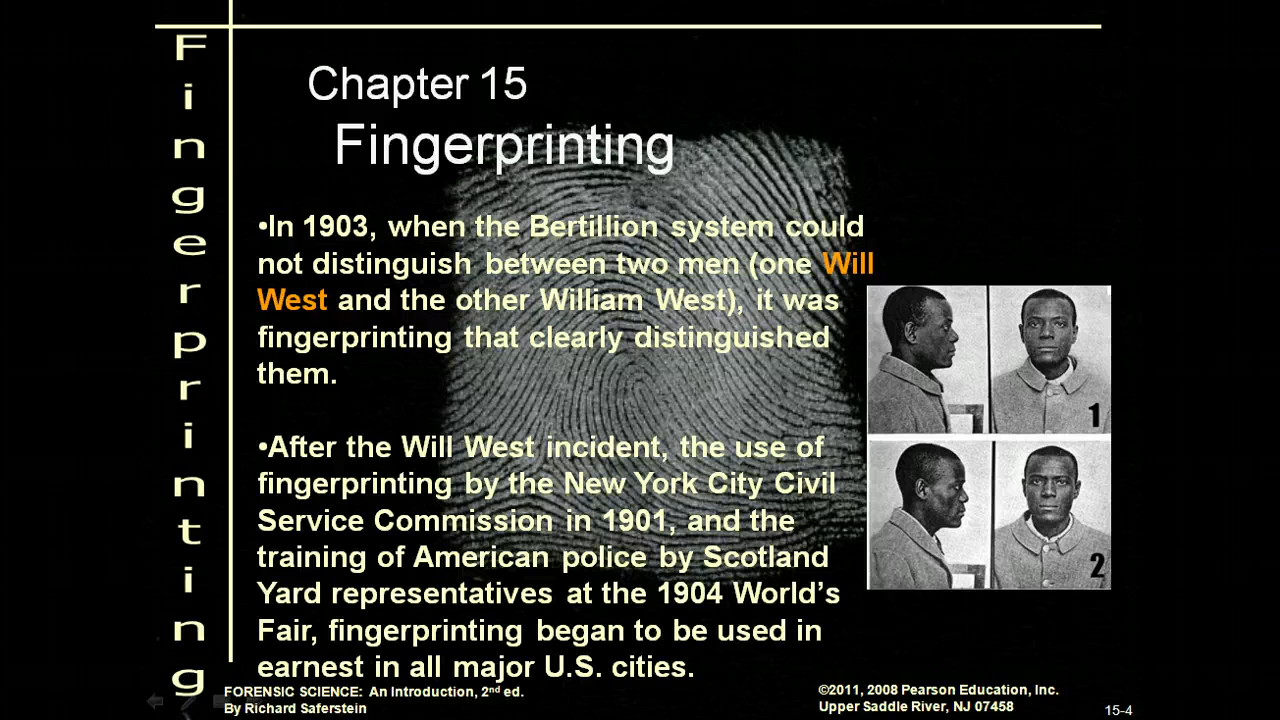 Fingerprinting
Chapter 15
Fingerprinting
•In 1903, when the Bertillion system could
not distinguish between two men (one Will
West and the other William West), it was
fingerprinting that clearly distinguished
them.
•After the Will West incident, the use of
fingerprinting by the New York City Civil
Service Commission in 1901, and the
training of American police by Scotland
Yard representatives at the 1904 World’s
Fair, fingerprinting began to be used in
earnest in all major U.S. cities.
1
2
FORENSIC SCIENCE: An Introduction, 2nd ed.
By Richard Saferstein
©2011, 2008 Pearson Education, Inc.
Upper Saddle River, NJ 07458
15-4